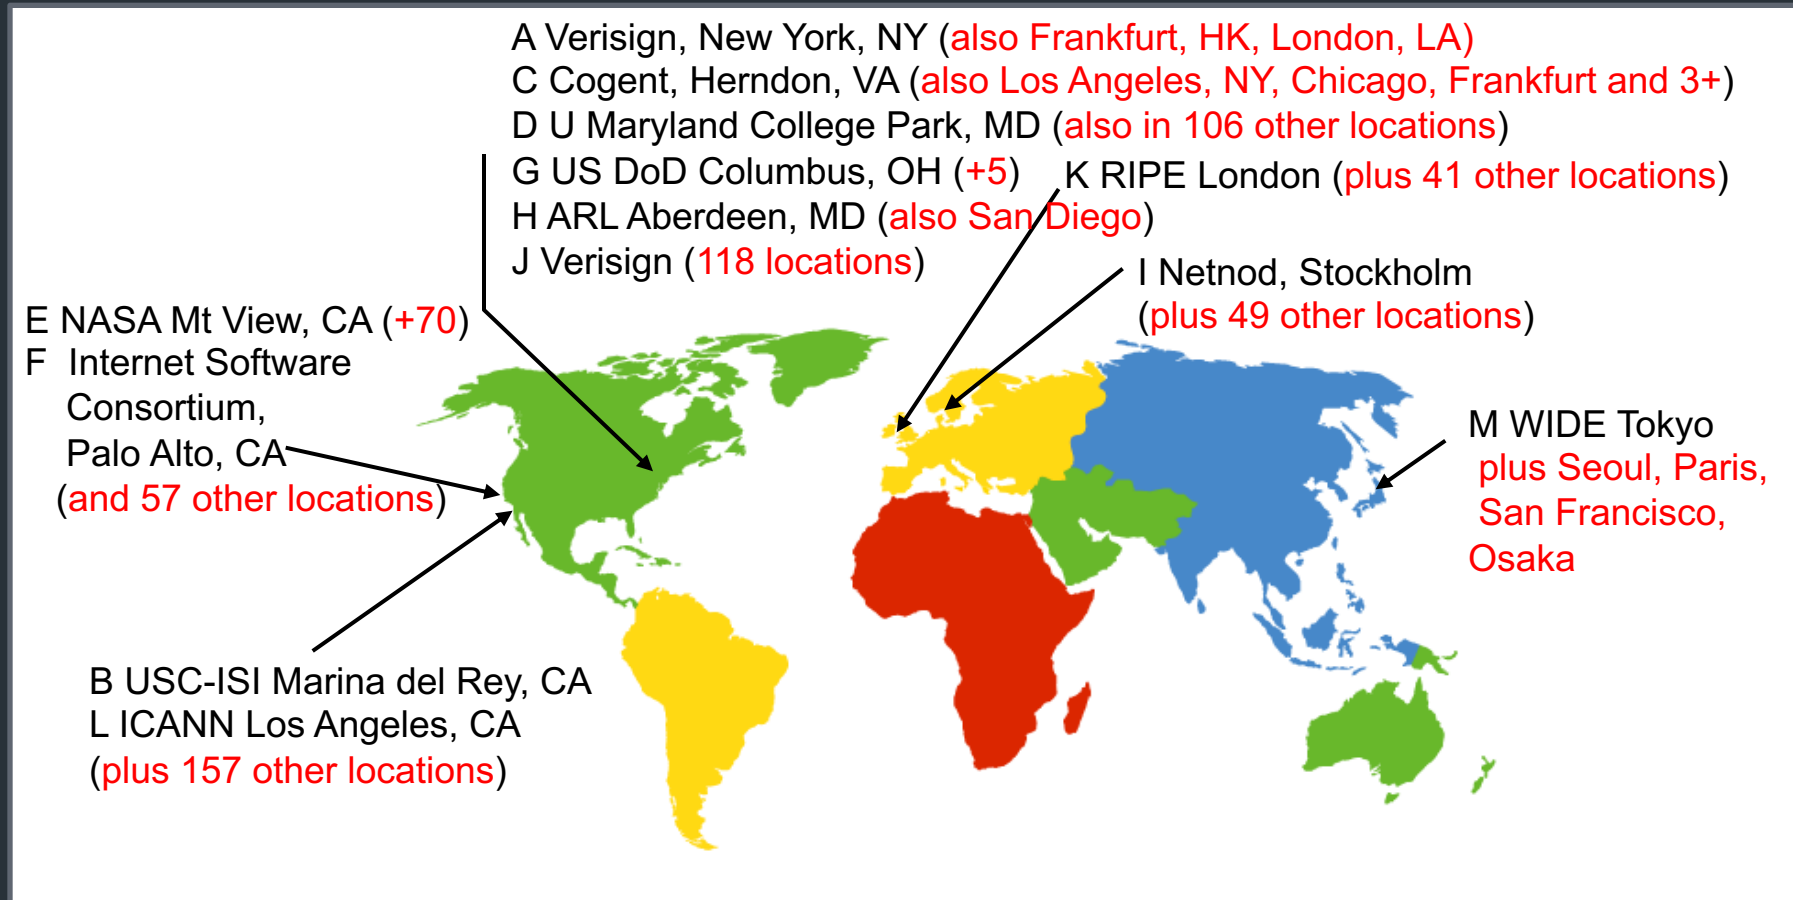 A Verisign, New York, NY (also Frankfurt, HK, London, LA)
C Cogent, Herndon, VA (also Los Angeles, NY, Chicago, Frankfurt and 3+)
D U Maryland College Park, MD (also in 106 other locations)
G US DoD Columbus, OH (+5)
H ARL Aberdeen, MD (also San Diego)
J Verisign (118 locations)
K RIPE London (plus 41 other locations)
I Netnod, Stockholm
(plus 49 other locations)
E NASA Mt View, CA (+70)
F Internet Software
Consortium,
Palo Alto, CA
(and 57 other locations)
M WIDE Tokyo
plus Seoul, Paris,
San Francisco,
Osaka
B USC-ISI Marina del Rey, CA
L ICANN Los Angeles, CA
(plus 157 other locations)